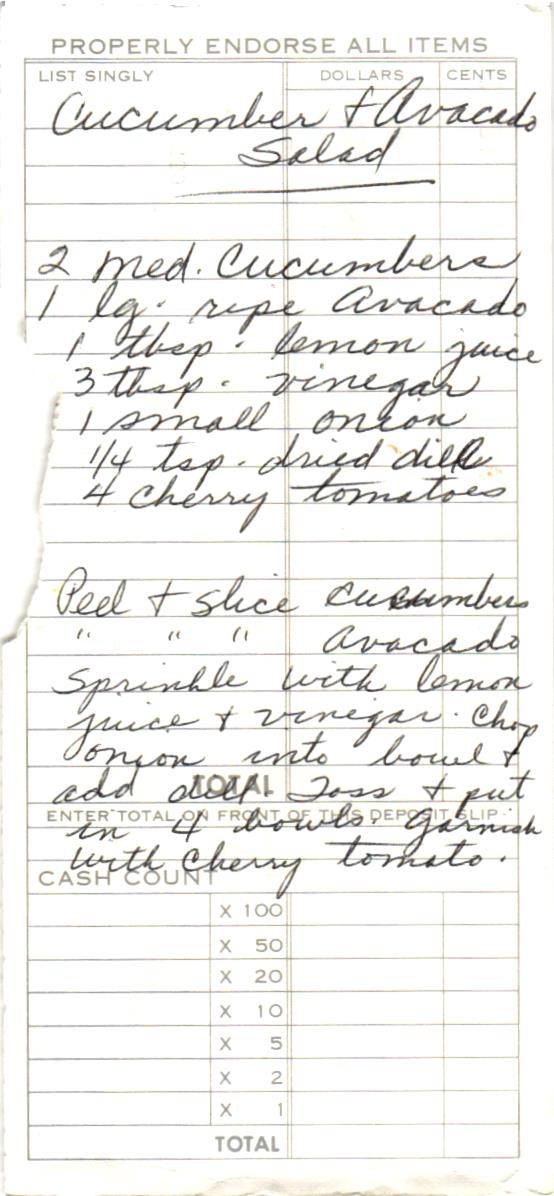 PROPERLY ENDORSE ALL ITEMS
LIST SINGLY DOLLARS CENTS
Cucumber + Avacado
Salad
2 med. Cucumbers
1 lg. ripe Avacado
1 tbsp. lemon juice
3 tbsp. vinegar
1 small onion
1/4 tsp. dried dill
4 cherry tomatoes
Peel + slice cucumbers
" " " avacado
Sprinkle with lemon
juice + vinegar. Chop
onion into bowl +
add dill Toss + put
TOTAL
ENTER TOTAL ON FRONT OF THIS DEPOSIT SLIP
in 4 bowls. Garnish
with cherry tomato.
CASH COUNT
X 100
X 50
X 20
X 10
X 5
X 2
X 1
TOTAL